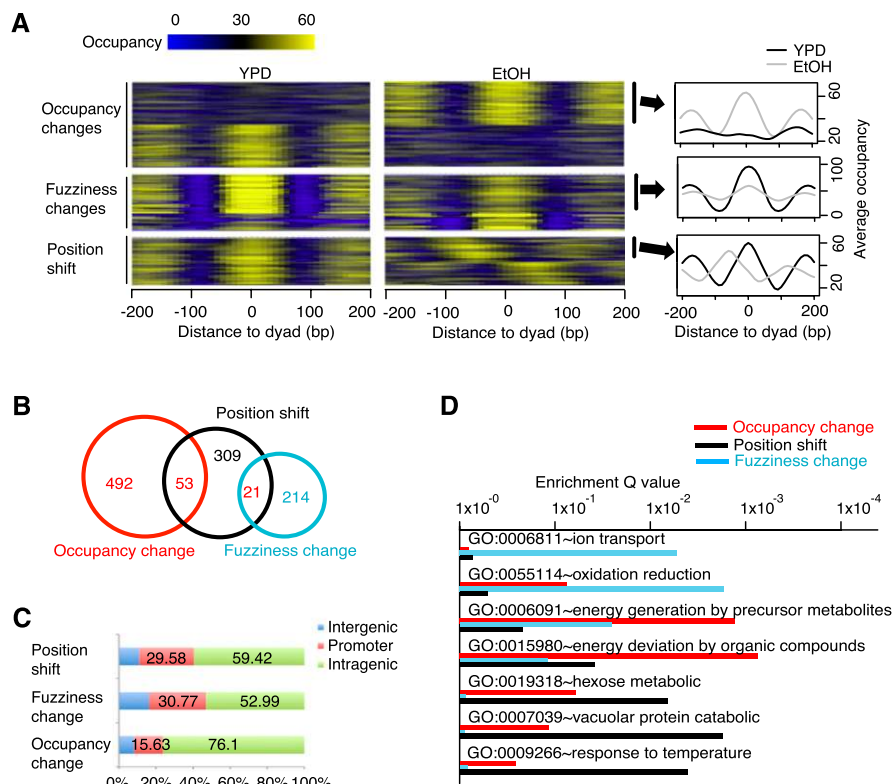 A
0 30 60
Occupancy
YPD EtOH
YPD
EtOH
Occupancy
changes
Fuzziness
changes
Position
shift
60
20
100
0
60
20
Average occupancy
-200 -100 0 100 200
-200 -100 0 100 200
-200 0 200
Distance to dyad (bp)
Distance to dyad (bp)
Distance to dyad (bp)
B
Position shift
309
492
53
21
214
Occupancy change
Fuzziness change
C
Intergenic
Promoter
Intragenic
Position
shift
29.58 59.42
Fuzziness
change
30.77 52.99
Occupancy
change
15.63 76.1
0% 20% 40% 60% 80% 100%
D
Occupancy change
Position shift
Fuzziness change
Enrichment Q value
1x10-0 1x10-1 1x10-2 1x10-3 1x10-4
GO:0006811~ion transport
GO:0055114~oxidation reduction
GO:0006091~energy generation by precursor metabolites
GO:0015980~energy deviation by organic compounds
GO:0019318~hexose metabolic
GO:0007039~vacuolar protein catabolic
GO:0009266~response to temperature